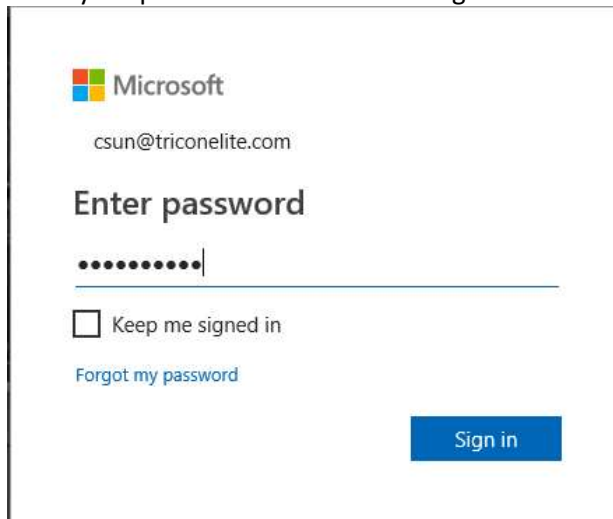 Microsoft
csun@triconelite.com
Enter password
••••••••••
Keep me signed in
Forgot my password
Sign in